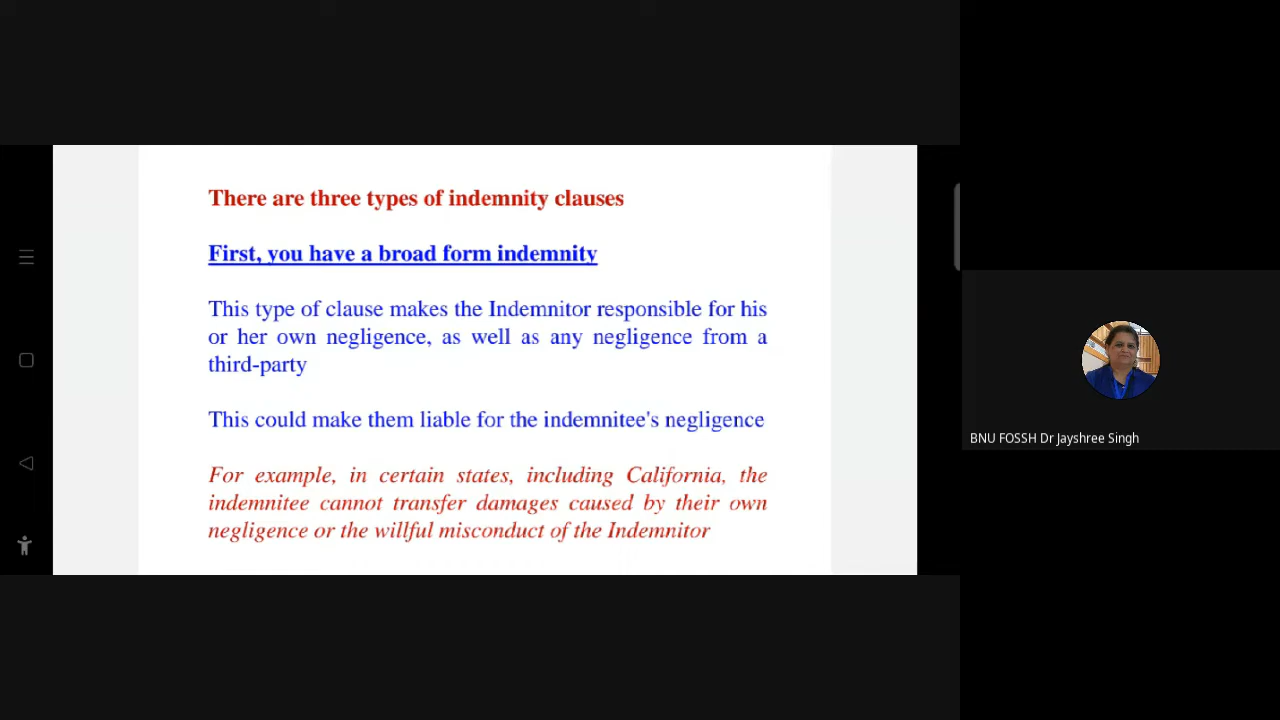 There are three types of indemnity clauses
First, you have a broad form indemnity
This type of clause makes the Indemnitor responsible for his
or her own negligence, as well as any negligence from a
third-party
This could make them liable for the indemnitee's negligence
For example, in certain states, including California, the
indemnitee cannot transfer damages caused by their own
negligence or the willful misconduct of the Indemnitor
BNU FOSSH Dr Jayshree Singh